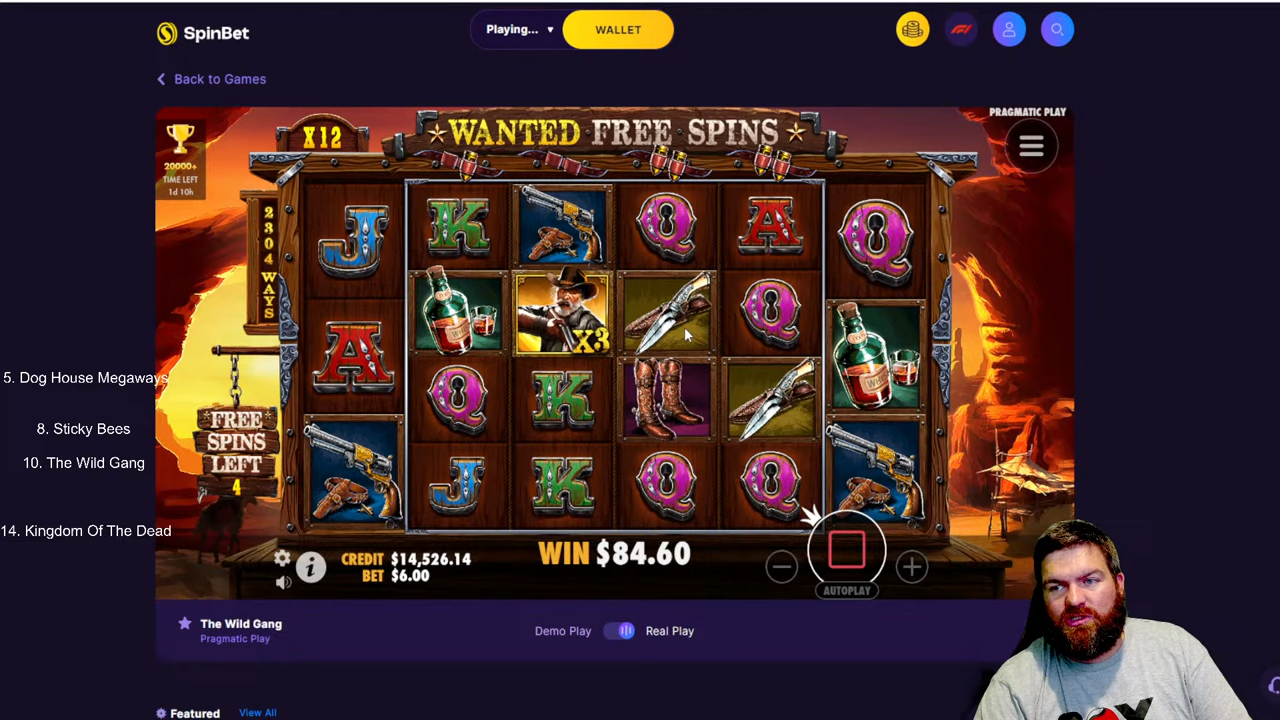 SpinBet
Playing... ▼
WALLET
Back to Games
PRAGMATIC PLAY
20000+
TIME LEFT
1d 10h
X12
WANTED FREE SPINS
2304 WAYS
J
K
Q
A
Q
A
X3
Q
Q
K
J
K
Q
Q
FREE
SPINS
LEFT
4
5. Dog House Megaways
8. Sticky Bees
10. The Wild Gang
14. Kingdom Of The Dead
CREDIT $14,526.14
BET $6.00
WIN $84.60
AUTOPLAY
The Wild Gang
Pragmatic Play
Demo Play
Real Play
Featured
View All